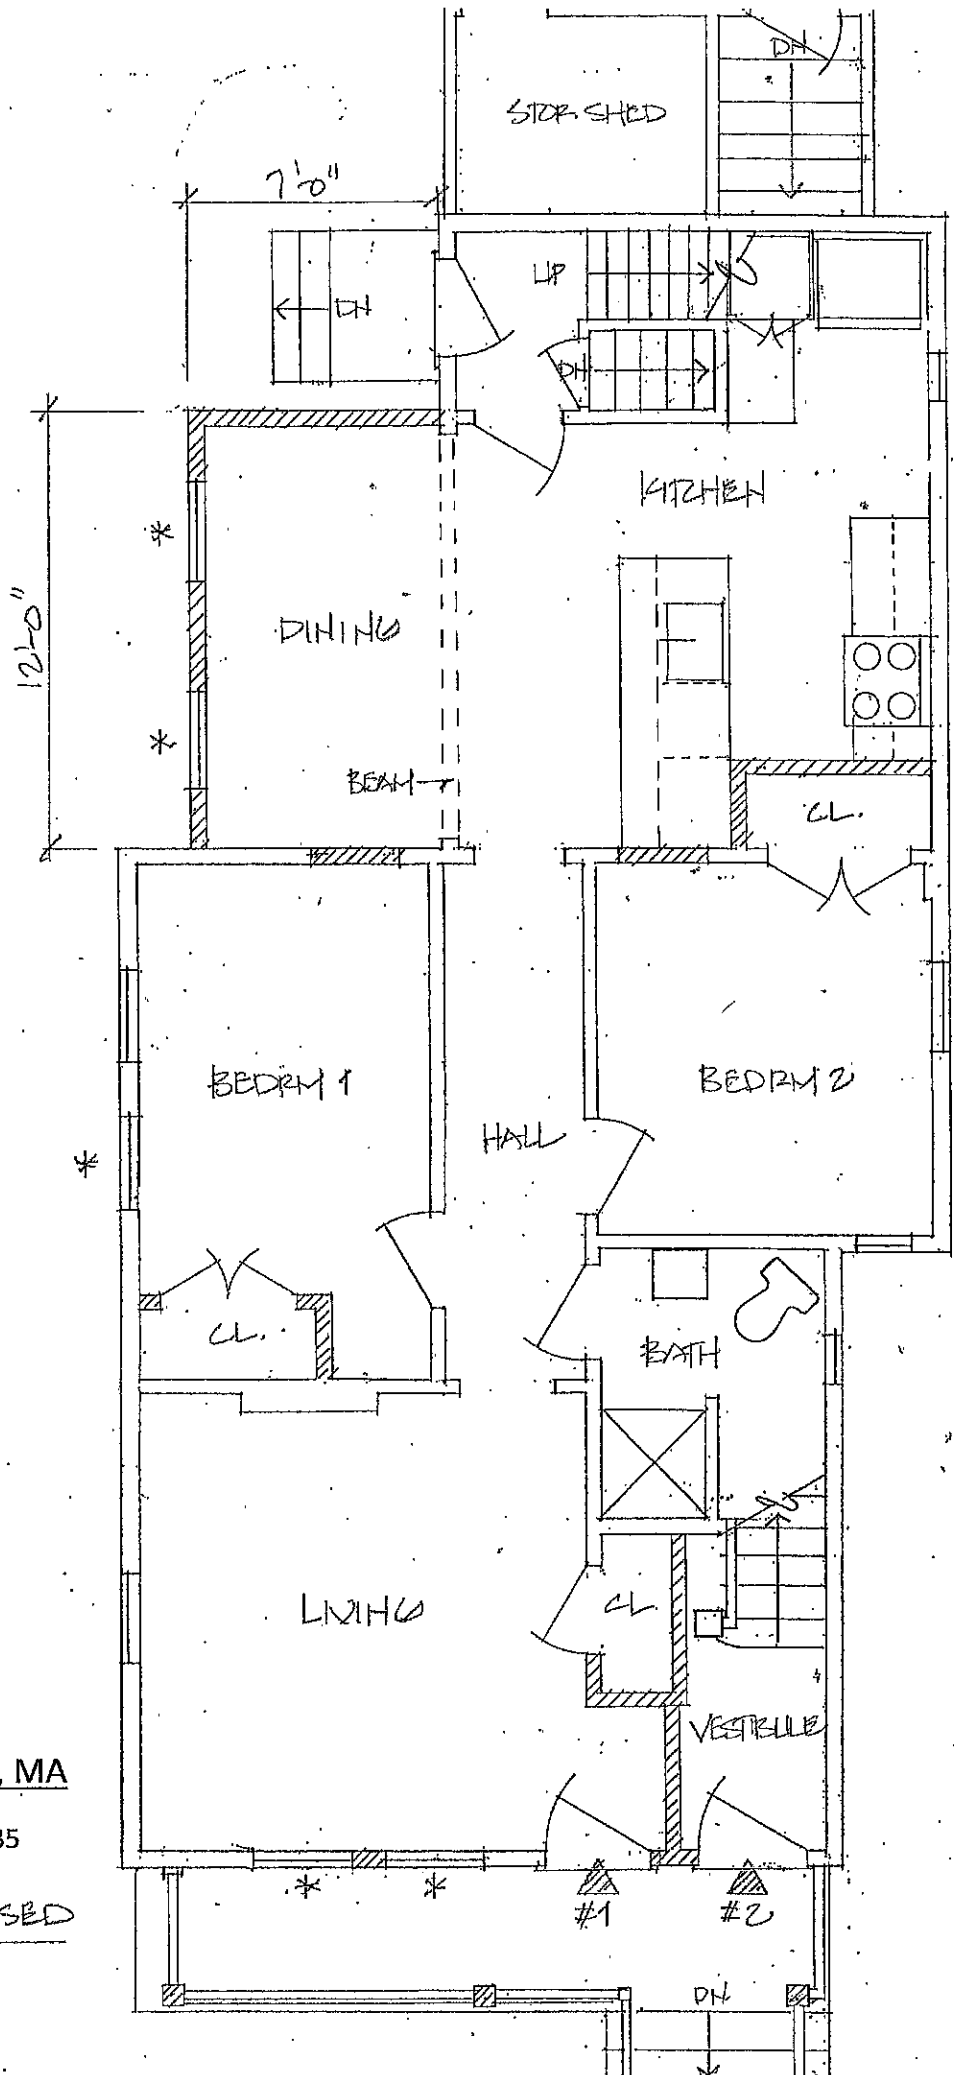 DN
STOR. SHED
7'-0"
UP
DN
DN
KITCHEN
12'-0"
*
DINING
*
BEAM
CL.
BEDRM 1
BEDRM 2
HALL
*
CL.
BATH
LIVING
CL.
VESTIBULE
, MA
35
SED
* *
#1 #2
DN